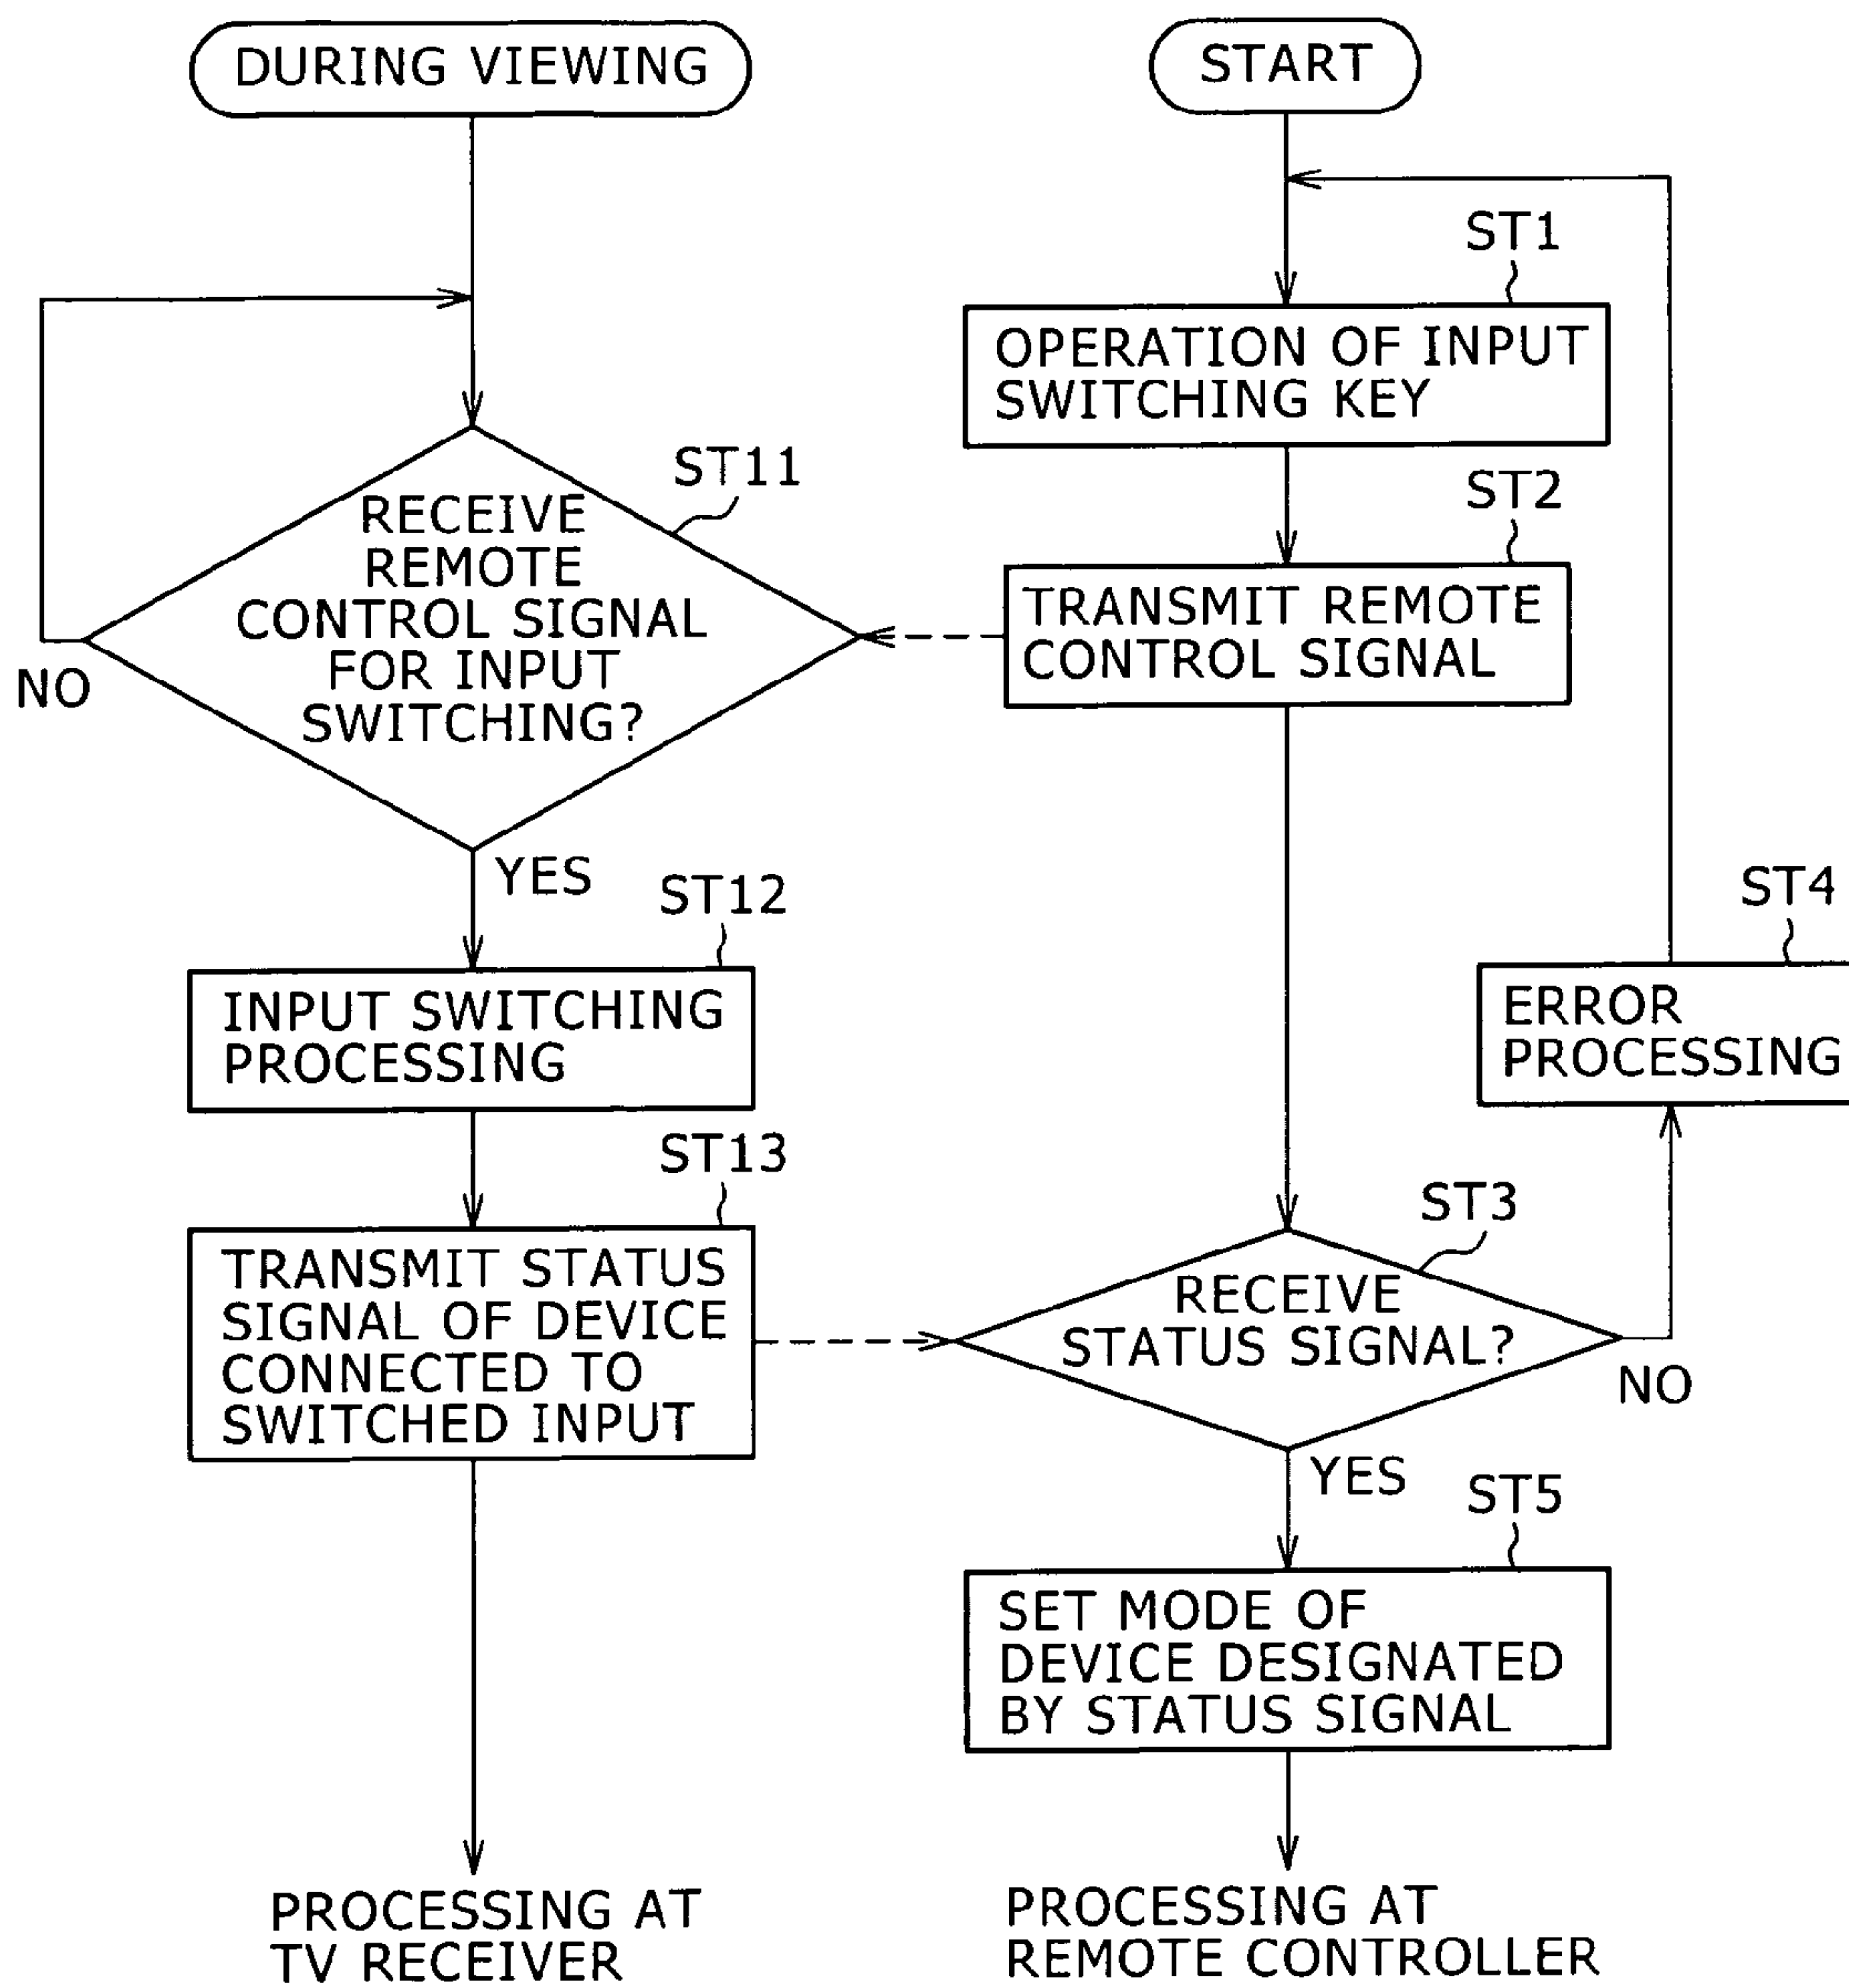 DURING VIEWING
ST11
RECEIVE
REMOTE
CONTROL SIGNAL
FOR INPUT
SWITCHING?
NO
YES
ST12
INPUT SWITCHING
PROCESSING
ST13
TRANSMIT STATUS
SIGNAL OF DEVICE
CONNECTED TO
SWITCHED INPUT
PROCESSING AT
TV RECEIVER
START
ST1
OPERATION OF INPUT
SWITCHING KEY
ST2
TRANSMIT REMOTE
CONTROL SIGNAL
ST4
ERROR
PROCESSING
ST3
RECEIVE
STATUS SIGNAL?
NO
YES
ST5
SET MODE OF
DEVICE DESIGNATED
BY STATUS SIGNAL
PROCESSING AT
REMOTE CONTROLLER